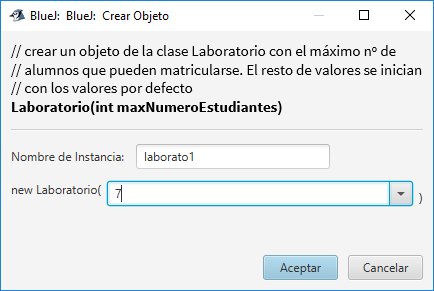 BlueJ: BlueJ: Crear Objeto
// crear un objeto de la clase Laboratorio con el máximo nº de
// alumnos que pueden matricularse. El resto de valores se inician
// con los valores por defecto
Laboratorio(int maxNumeroEstudiantes)
Nombre de Instancia: laborato1
new Laboratorio( 7 )
Aceptar Cancelar